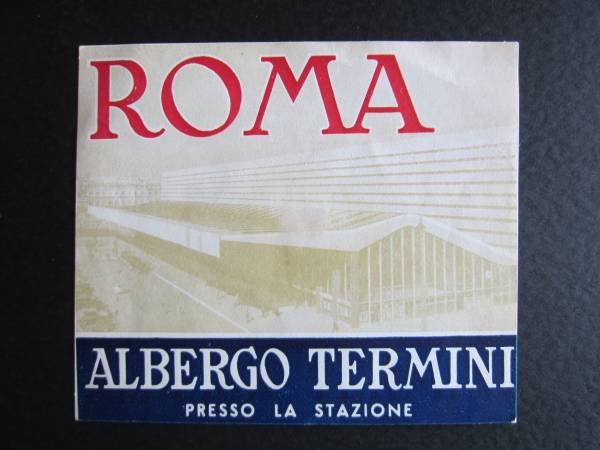 ROMA
ALBERGO TERMINI
PRESSO LA STAZIONE